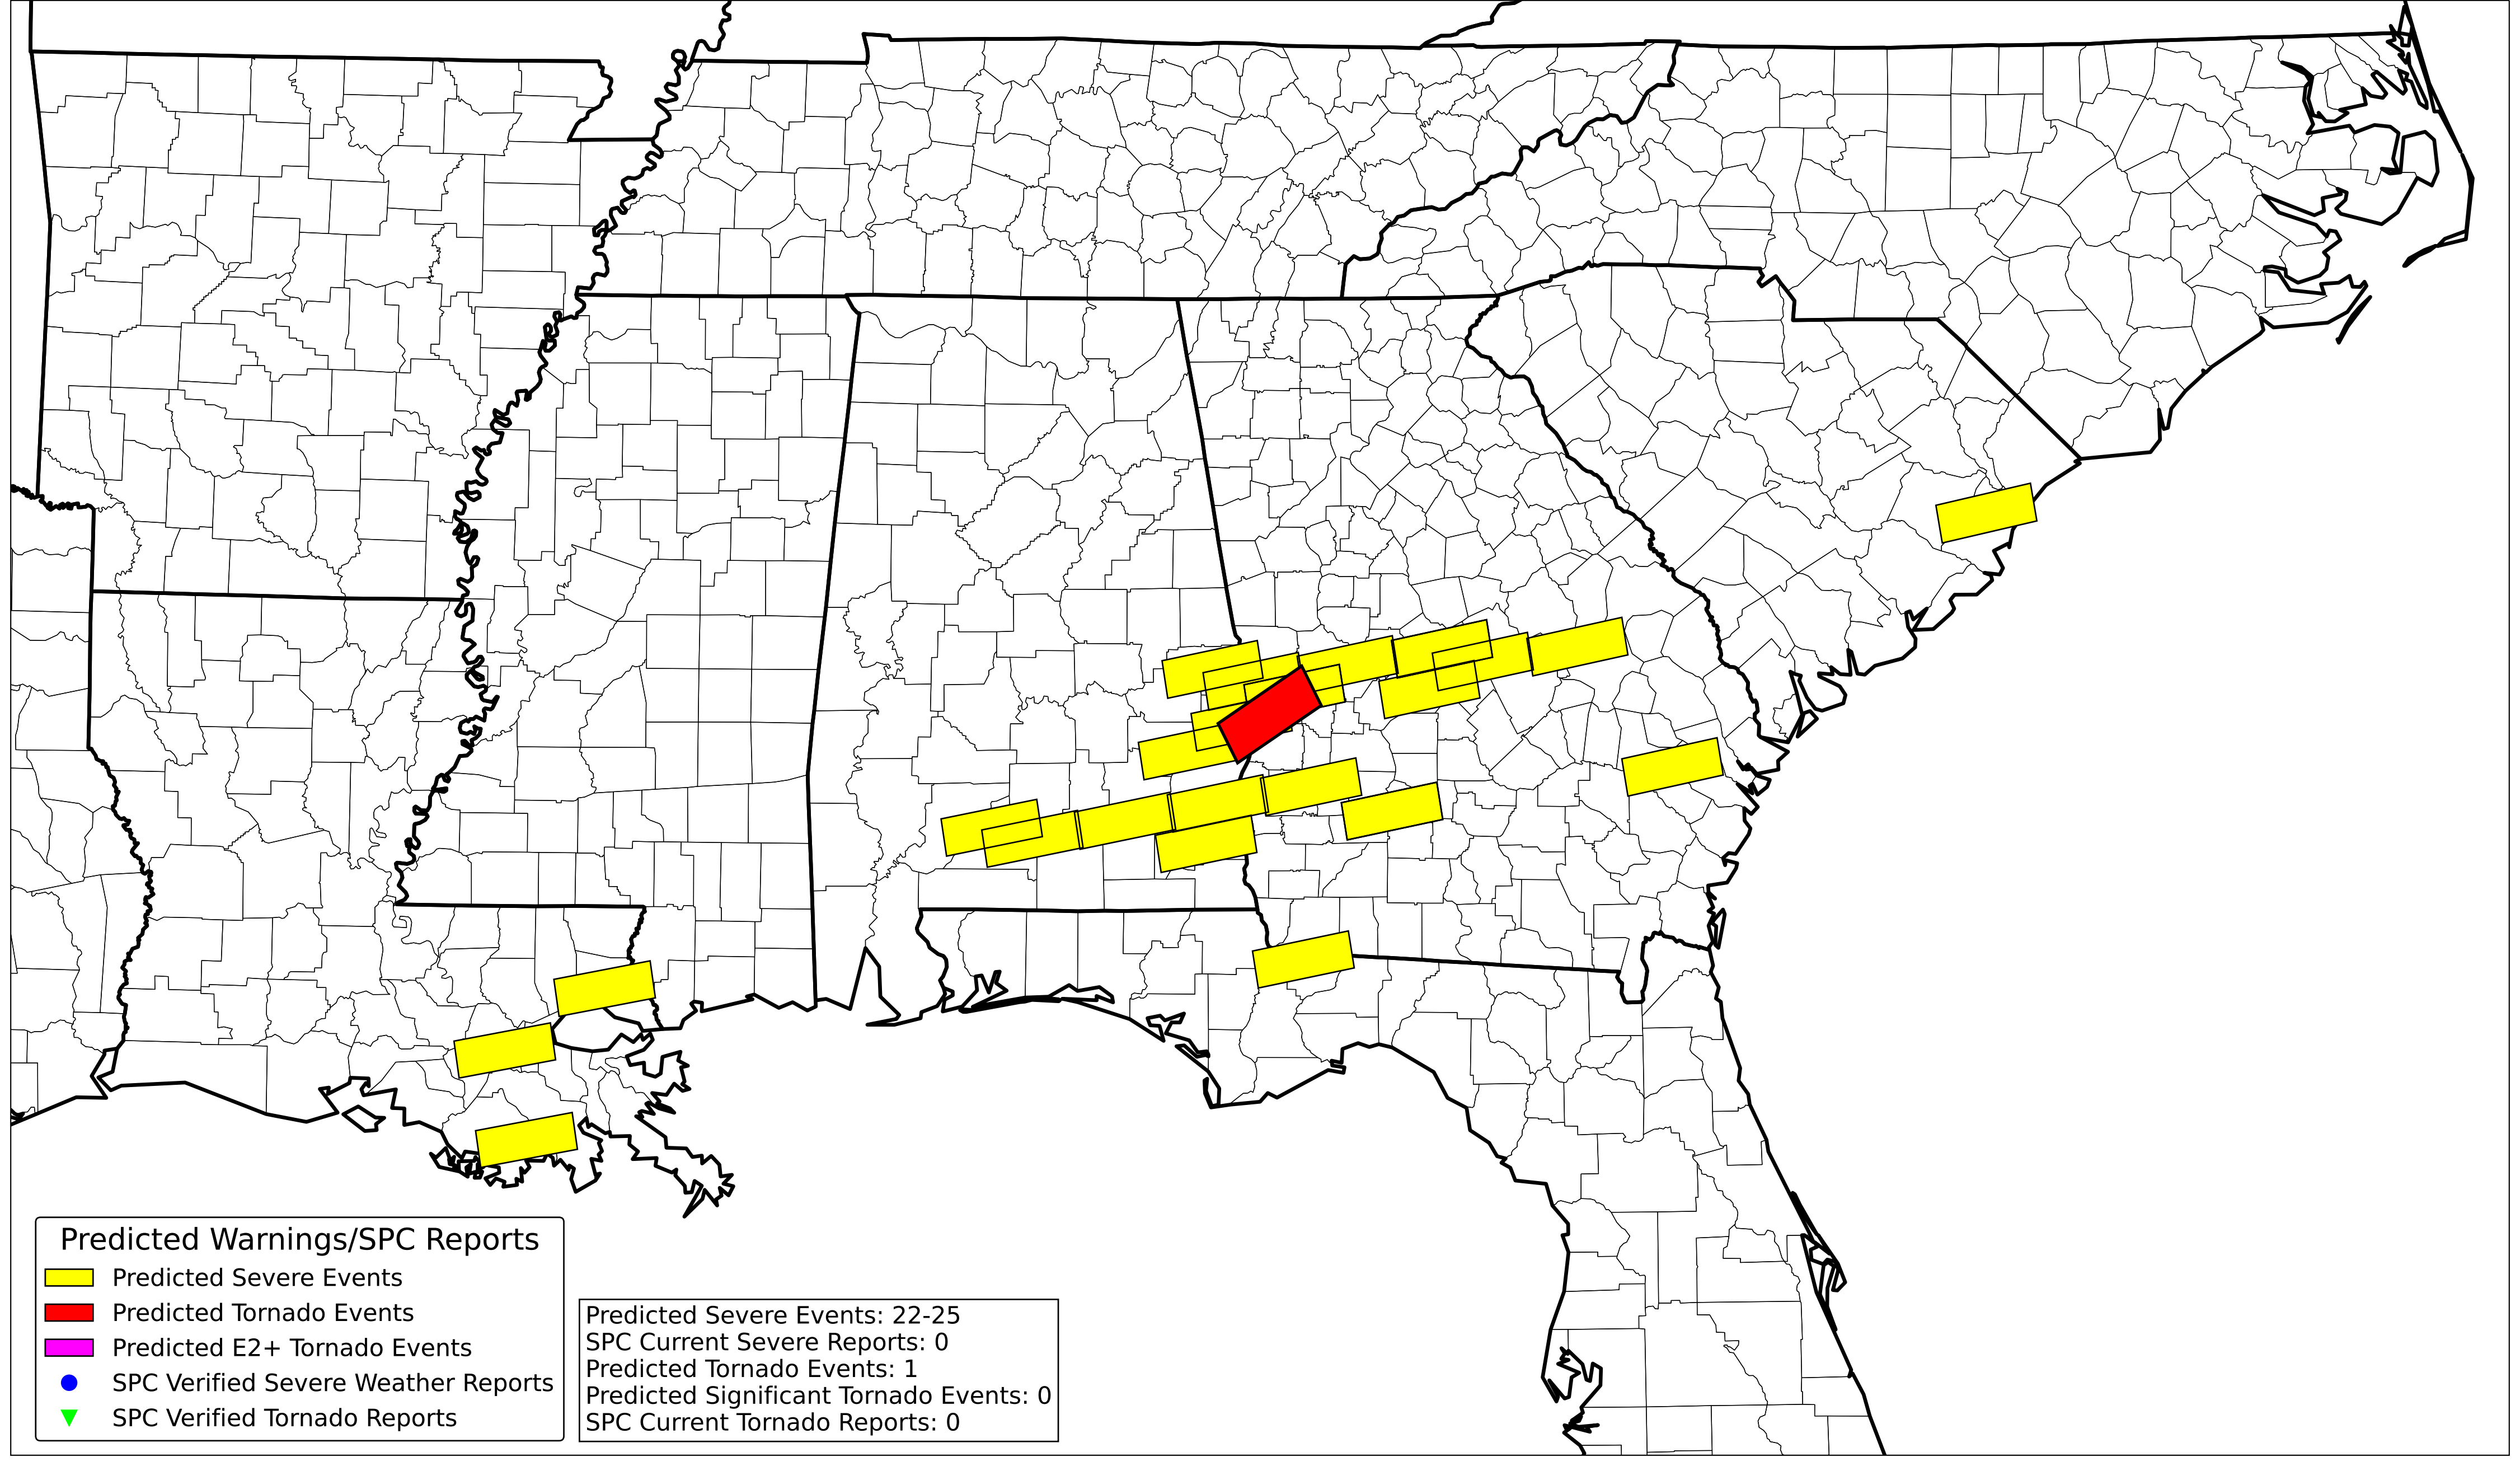 Predicted Warnings/SPC Reports
Predicted Severe Events
Predicted Tornado Events
Predicted E2+ Tornado Events
SPC Verified Severe Weather Reports
SPC Verified Tornado Reports
Predicted Severe Events: 22-25
SPC Current Severe Reports: 0
Predicted Tornado Events: 1
Predicted Significant Tornado Events: 0
SPC Current Tornado Reports: 0